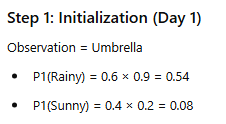 Step 1: Initialization (Day 1)
Observation = Umbrella
• P1(Rainy) = 0.6 × 0.9 = 0.54
• P1(Sunny) = 0.4 × 0.2 = 0.08